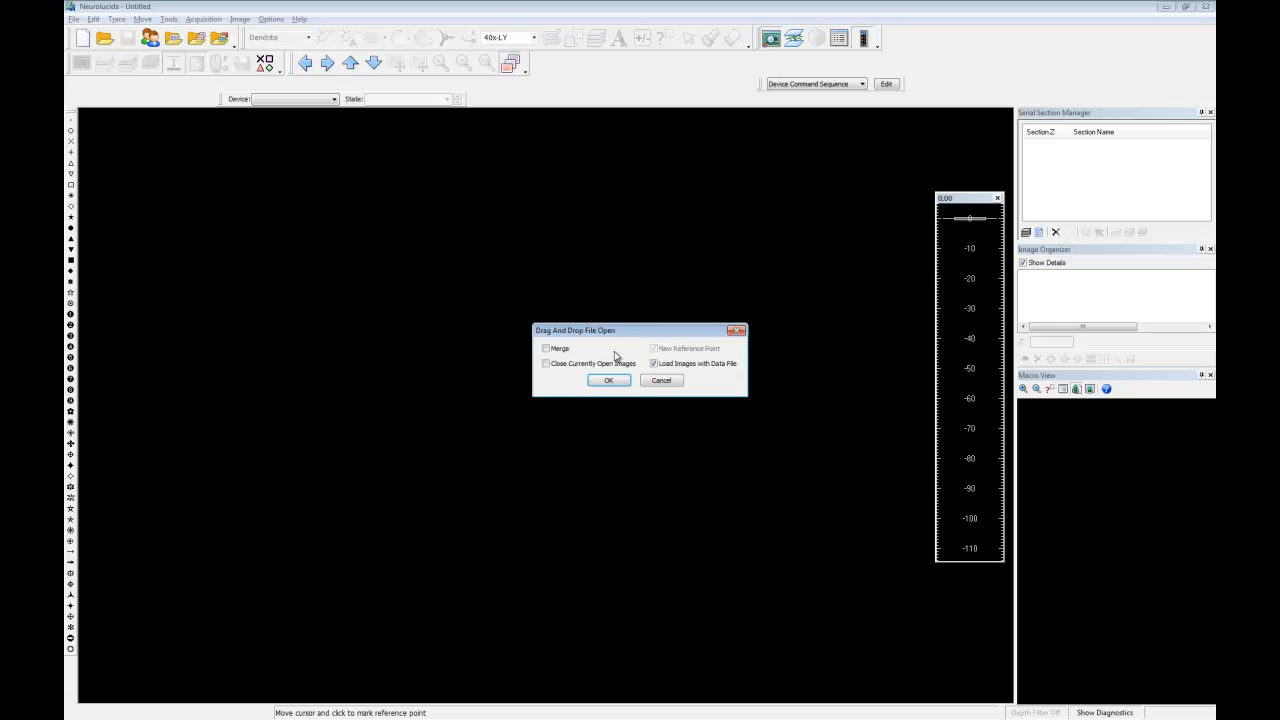 Neurolucida - Untitled
File Edit Trace Move Tools Acquisition Image Options Help
Dendrite
40x-LY
Device Command Sequence
Edit
Device:
State:
Serial Section Manager
Section Z Section Name
0.00
0
-10
-20
-30
-40
-50
-60
-70
-80
-90
-100
-110
Image Organizer
Show Details
Macro View
Drag And Drop File Open
Merge
New Reference Point
Close Currently Open Images
Load Images with Data File
OK
Cancel
Move cursor and click to mark reference point
Depth Filter Off
Show Diagnostics